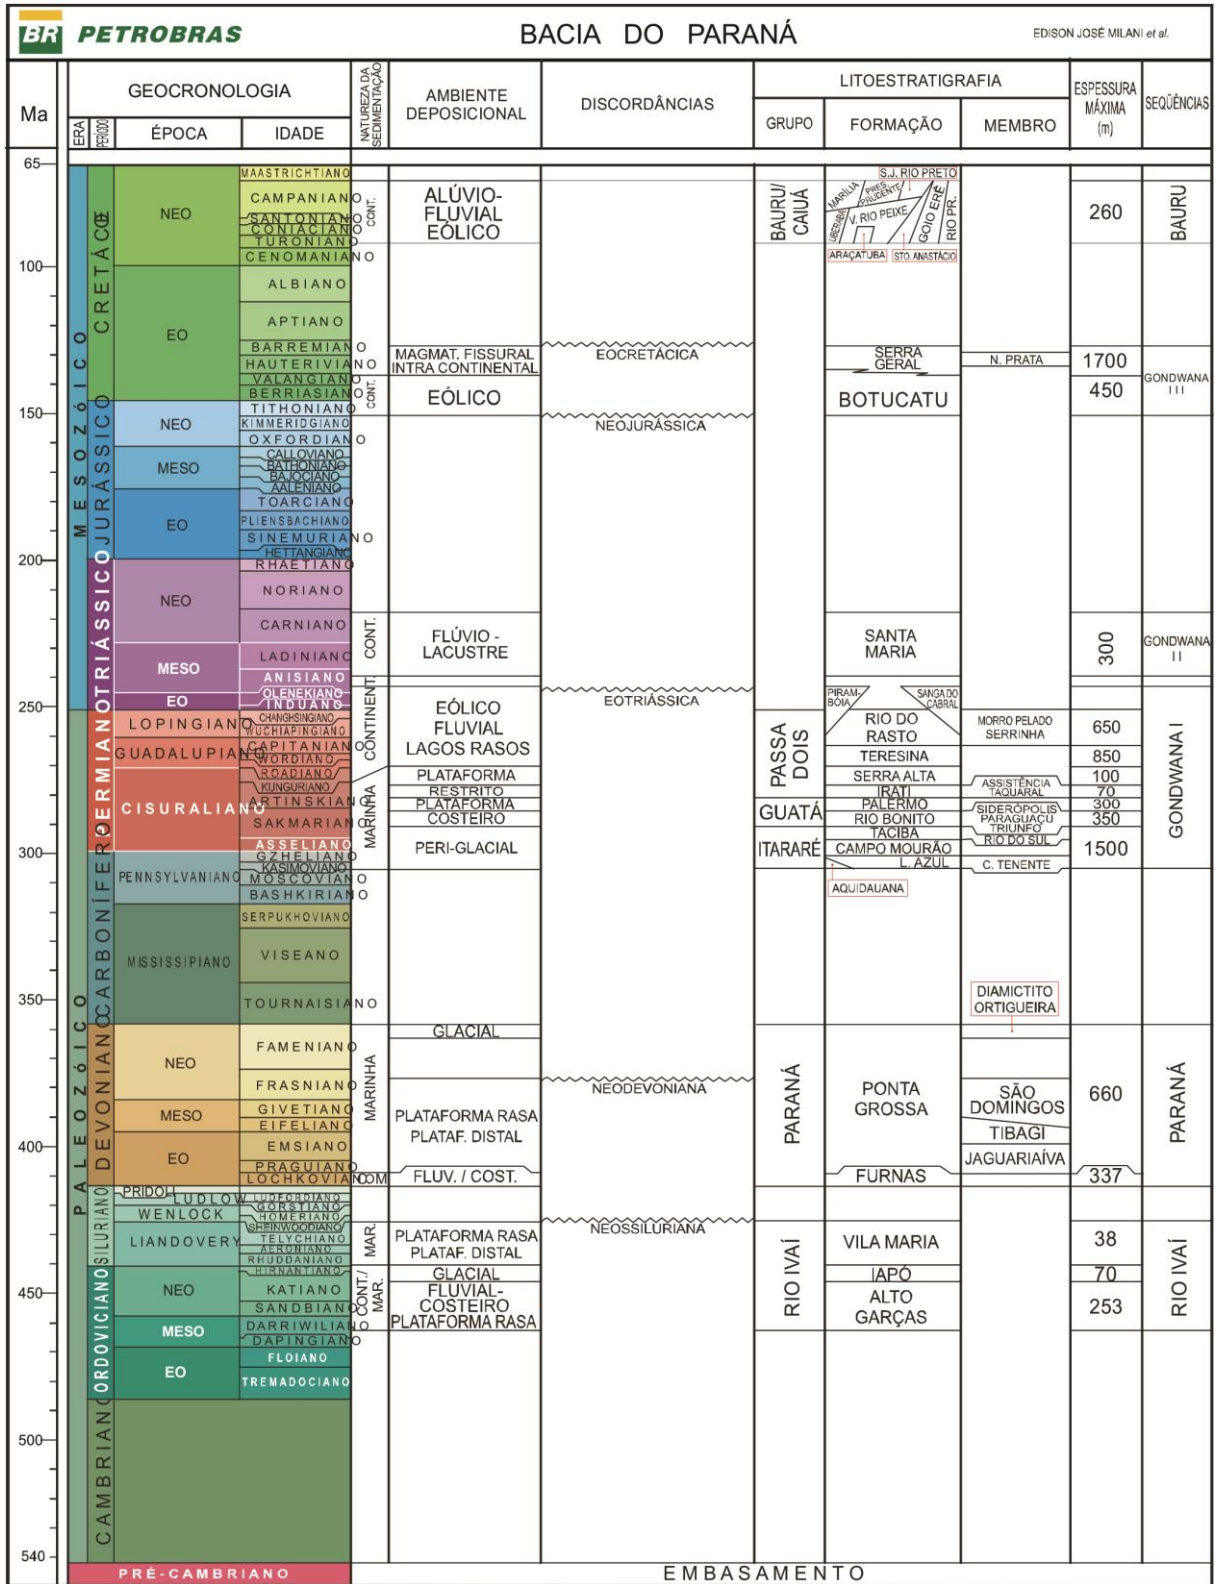 BR PETROBRAS
BACIA DO PARANÁ
EDISON JOSÉ MILANI et al.
Ma
GEOCRONOLOGIA
ERA
PERÍODO
ÉPOCA
IDADE
NATUREZA DA
SEDIMENTAÇÃO
AMBIENTE
DEPOSICIONAL
DISCORDÂNCIAS
LITOESTRATIGRAFIA
GRUPO
FORMAÇÃO
MEMBRO
ESPESSURA
MÁXIMA
(m)
SEQÜÊNCIAS
65
100
150
200
250
300
350
400
450
500
540
MESOZÓICO
PALEOZÓICO
CRETÁCEO
JURÁSSICO
TRIÁSSICO
PERMIANO
CARBONÍFERO
DEVONIANO
SILURIANO
ORDOVICIANO
CAMBRIANO
NEO
EO
NEO
MESO
EO
NEO
MESO
EO
LOPINGIANO
GUADALUPIANO
CISURALIANO
PENNSYLVANIANO
MISSISSIPIANO
NEO
MESO
EO
PRIDOLI
LUDLOW
WENLOCK
LIANDOVERY
NEO
MESO
EO
MAASTRICHTIANO
CAMPANIANO
SANTONIANO
CONIACIANO
TURONIANO
CENOMANIANO
ALBIANO
APTIANO
BARREMIANO
HAUTERIVIANO
VALANGIANO
BERRIASIANO
TITHONIANO
KIMMERIDGIANO
OXFORDIANO
CALLOVIANO
BATHONIANO
BAJOCIANO
AALENIANO
TOARCIANO
PLIENSBACHIANO
SINEMURIANO
HETTANGIANO
RHAETIANO
NORIANO
CARNIANO
LADINIANO
ANISIANO
OLENEKIANO
INDUANO
CHANGHSINGIANO
WUCHIAPINGIANO
CAPITANIANO
WORDIANO
ROADIANO
KUNGURIANO
ARTINSKIANO
SAKMARIANO
ASSELIANO
GZHELIANO
KASIMOVIANO
MOSCOVIANO
BASHKIRIANO
SERPUKHOVIANO
VISEANO
TOURNAISIANO
FAMENIANO
FRASNIANO
GIVETIANO
EIFELIANO
EMSIANO
PRAGUIANO
LOCHKOVIANO
LUDFORDIANO
GORSTIANO
HOMERIANO
SHEINWOODIANO
TELYCHIANO
AERONIANO
RHUDDANIANO
HIRNANTIANO
KATIANO
SANDBIANO
DARRIWILIANO
DAPINGIANO
FLOIANO
TREMADOCIANO
CONT.
CONT.
CONT.
CONTINENT.
MARINHA
MARINHA
COM
MAR.
CONT./
MAR.
ALÚVIO-
FLUVIAL
EÓLICO
MAGMAT. FISSURAL
INTRA CONTINENTAL
EÓLICO
FLÚVIO -
LACUSTRE
EÓLICO
FLUVIAL
LAGOS RASOS
PLATAFORMA
RESTRITO
PLATAFORMA
COSTEIRO
PERI-GLACIAL
GLACIAL
PLATAFORMA RASA
PLATAF. DISTAL
FLUV. / COST.
PLATAFORMA RASA
PLATAF. DISTAL
GLACIAL
FLUVIAL-
COSTEIRO
PLATAFORMA RASA
EOCRETÁCICA
NEOJURÁSSICA
EOTRIÁSSICA
NEODEVONIANA
NEOSSILURIANA
BAURU/
CAIUÁ
PASSA
DOIS
GUATÁ
ITARARÉ
PARANÁ
RIO IVAÍ
S.J. RIO PRETO
MARÍLIA
PRES.
PRUDENTE
UBERABA
V. RIO PEIXE
GOIO ERÊ
RIO PR.
ARAÇATUBA
STO. ANASTÁCIO
SERRA
GERAL
BOTUCATU
SANTA
MARIA
PIRAM-
BÓIA
SANGA DO
CABRAL
RIO DO
RASTO
TERESINA
SERRA ALTA
IRATI
PALERMO
RIO BONITO
TACIBA
CAMPO MOURÃO
L. AZUL
AQUIDAUANA
PONTA
GROSSA
FURNAS
VILA MARIA
IAPÓ
ALTO
GARÇAS
N. PRATA
MORRO PELADO
SERRINHA
ASSISTÊNCIA
TAQUARAL
SIDERÓPOLIS
PARAGUAÇU
TRIUNFO
RIO DO SUL
C. TENENTE
DIAMICTITO
ORTIGUEIRA
SÃO
DOMINGOS
TIBAGI
JAGUARIAÍVA
260
1700
450
300
650
850
100
70
300
350
1500
660
337
38
70
253
BAURU
GONDWANA
III
GONDWANA
II
GONDWANA I
PARANÁ
RIO IVAÍ
PRÉ-CAMBRIANO
EMBASAMENTO